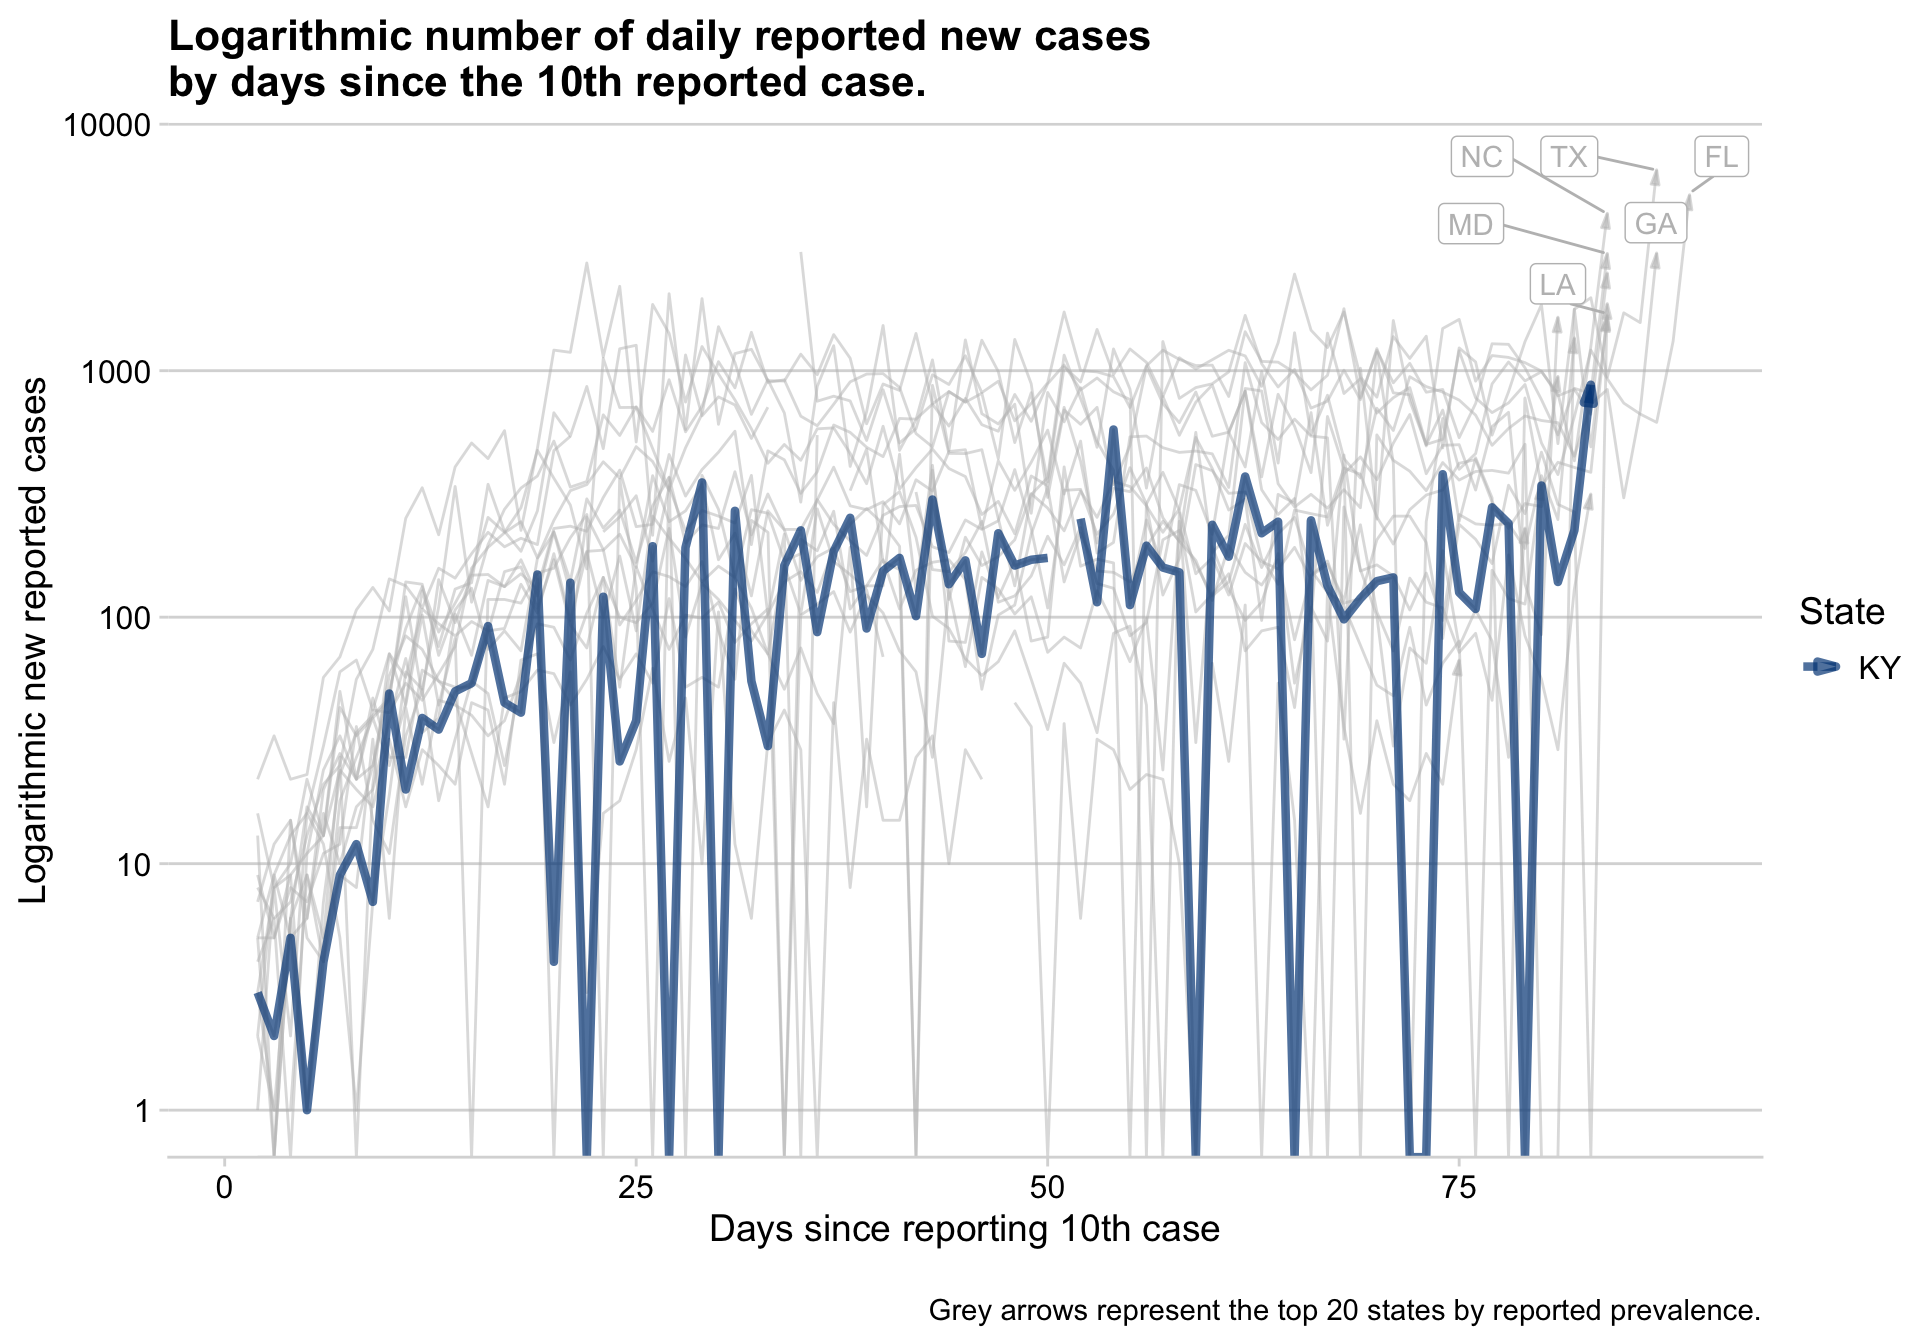 Logarithmic number of daily reported new cases
by days since the 10th reported case.
Logarithmic new reported cases
10000
1000
100
10
1
NC
TX
FL
MD
GA
LA
State
KY
0
25
50
75
Days since reporting 10th case
Grey arrows represent the top 20 states by reported prevalence.